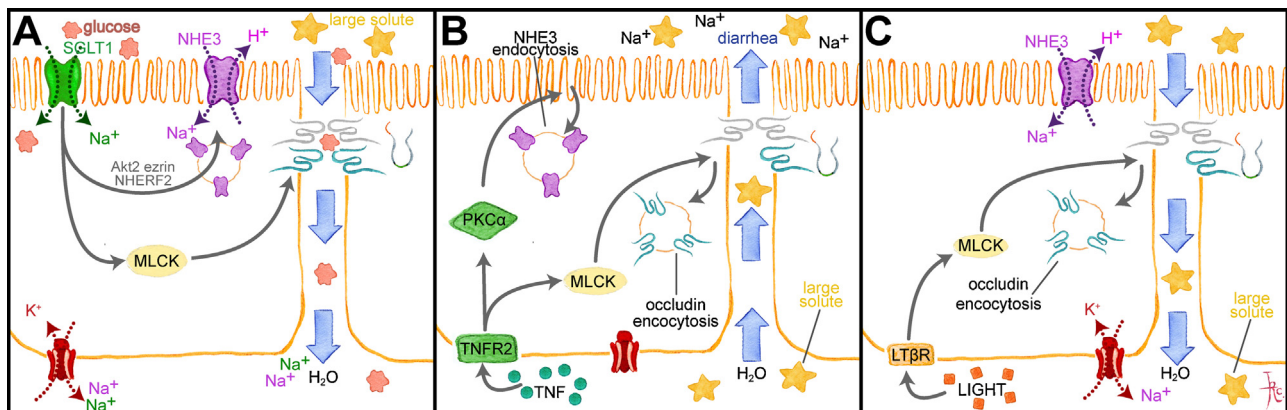 A
glucose
SGLT1
NHE3
H⁺
large solute
Na⁺
Na⁺
Akt2 ezrin
NHERF2
MLCK
K⁺
Na⁺
Na⁺
Na⁺
Na⁺
H₂O
B
NHE3
endocytosis
Na⁺
Na⁺
diarrhea
Na⁺
PKCα
MLCK
occludin
encocytosis
large
solute
TNFR2
TNF
H₂O
C
NHE3
H⁺
Na⁺
MLCK
occludin
encocytosis
large
solute
K⁺
LTβR
LIGHT
Na⁺
H₂O